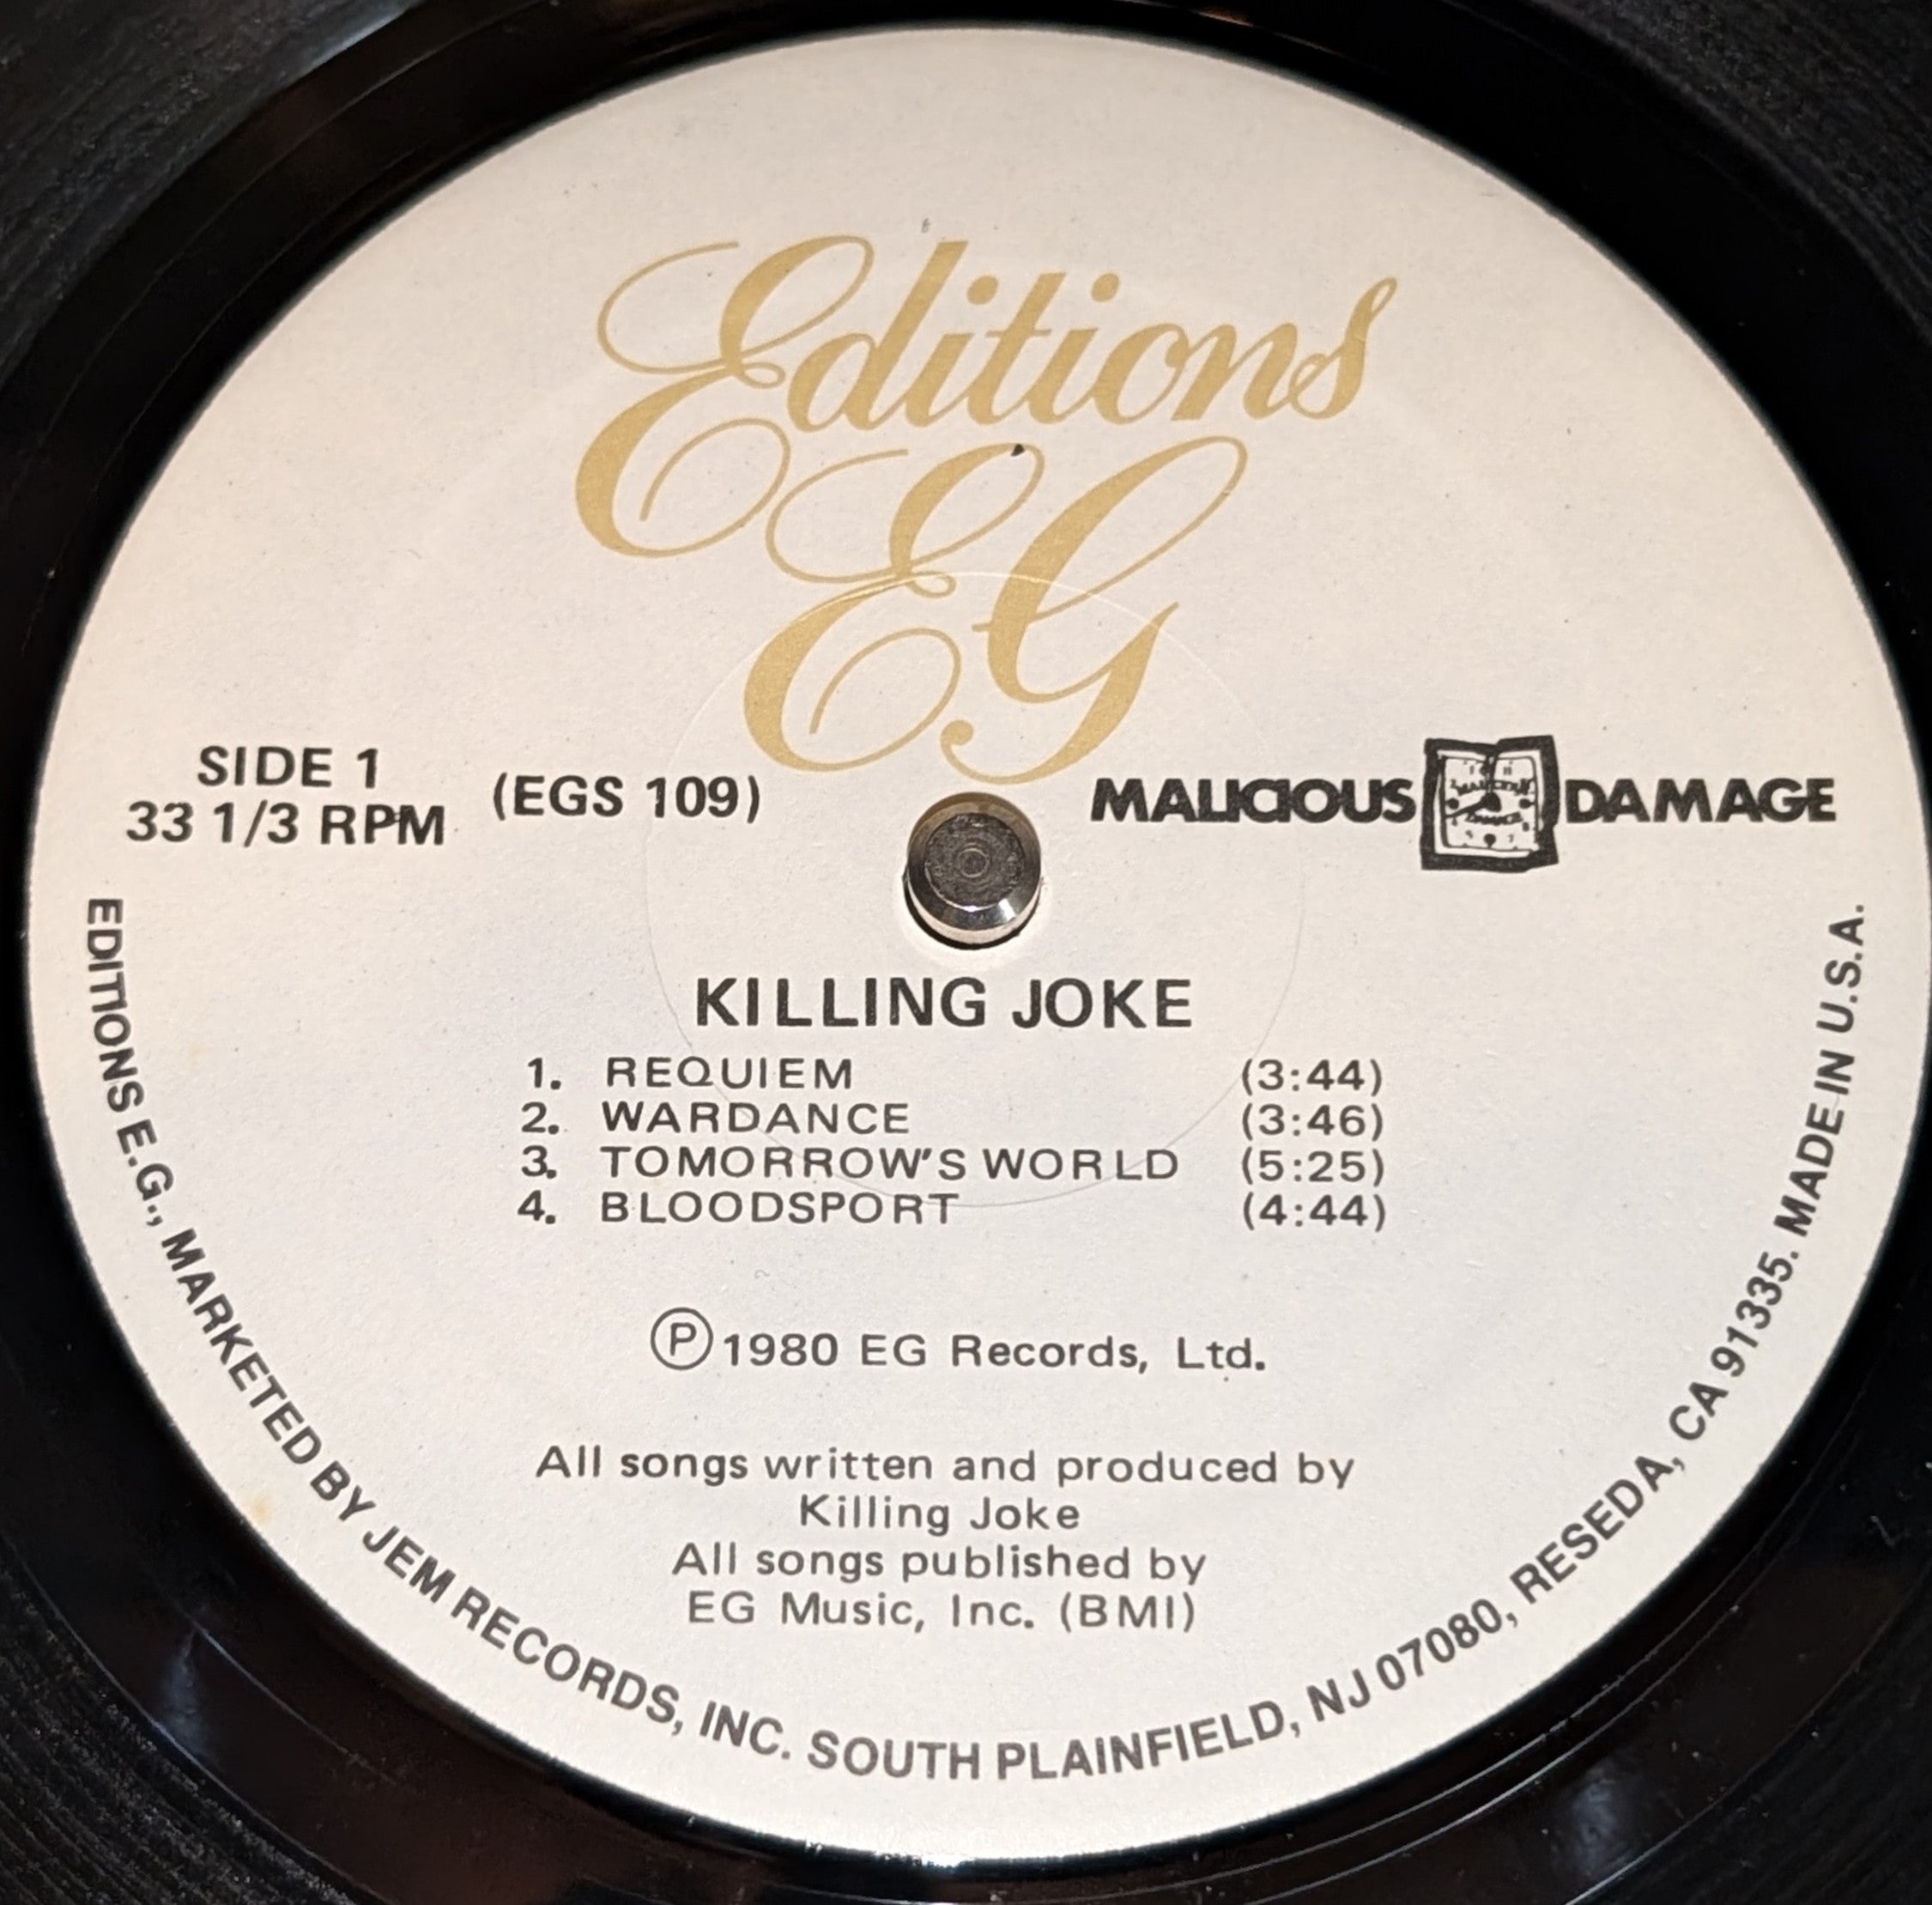 Editions
EG
SIDE 1
33 1/3 RPM
(EGS 109)
MALICIOUS DAMAGE
KILLING JOKE
1. REQUIEM (3:44)
2. WARDANCE (3:46)
3. TOMORROW'S WORLD (5:25)
4. BLOODSPORT (4:44)
Ⓟ1980 EG Records, Ltd.
All songs written and produced by
Killing Joke
All songs published by
EG Music, Inc. (BMI)
EDITIONS E.G., MARKETED BY JEM RECORDS, INC. SOUTH PLAINFIELD, NJ 07080, RESEDA, CA 91335. MADE IN U.S.A.